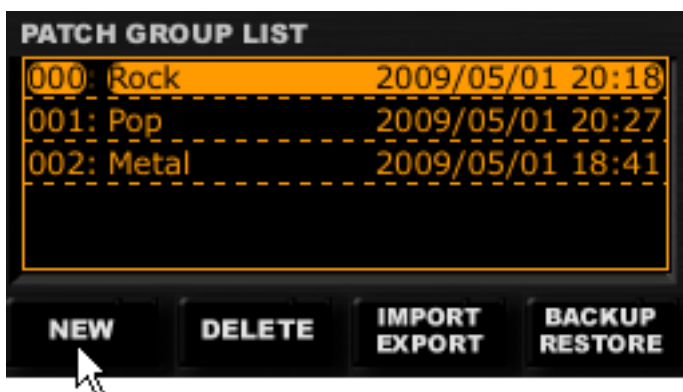 PATCH GROUP LIST
000: Rock 2009/05/01 20:18
001: Pop 2009/05/01 20:27
002: Metal 2009/05/01 18:41
NEW DELETE IMPORT EXPORT BACKUP RESTORE